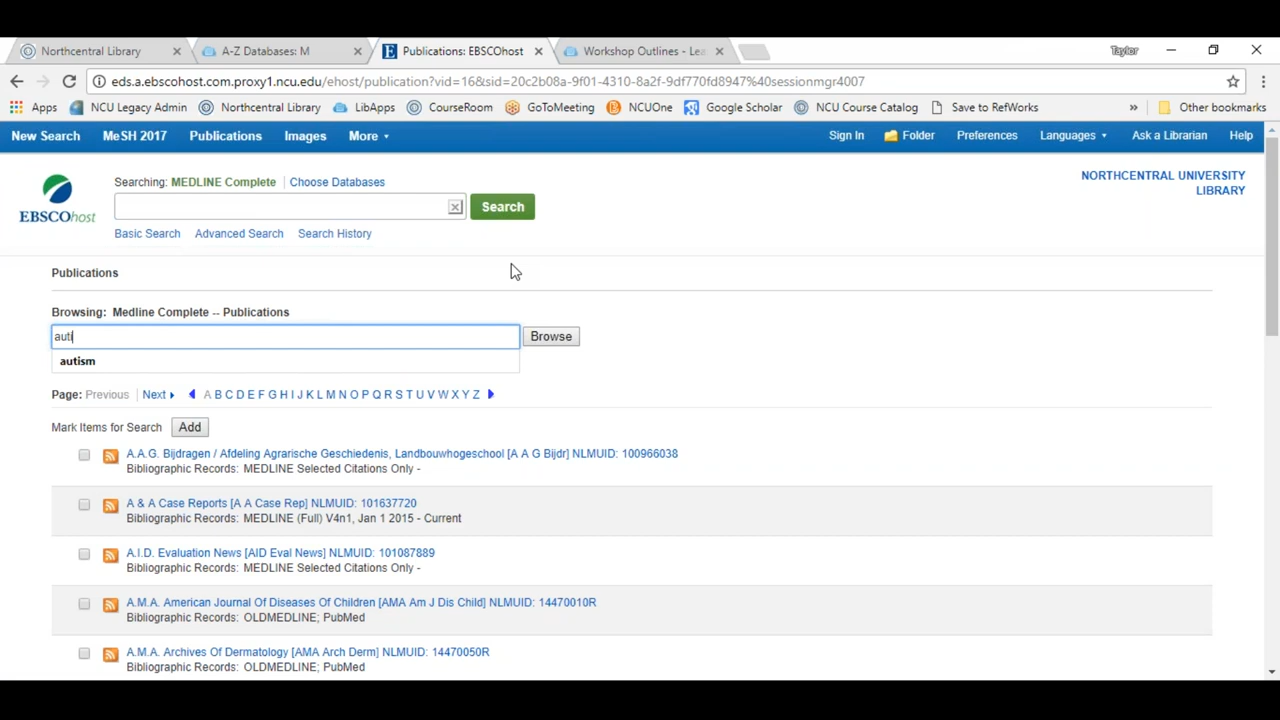 Northcentral Library
A-Z Databases: M
Publications: EBSCOhost
Workshop Outlines - Lea
Taylor
eds.a.ebscohost.com.proxy1.ncu.edu/ehost/publication?vid=16&sid=20c2b08a-9f01-4310-8a2f-9df770fd8947%40sessionmgr4007
Apps NCU Legacy Admin Northcentral Library LibApps CourseRoom GoToMeeting NCUOne Google Scholar NCU Course Catalog Save to RefWorks » Other bookmarks
New Search MeSH 2017 Publications Images More Sign In Folder Preferences Languages Ask a Librarian Help
Searching: MEDLINE Complete Choose Databases
NORTHCENTRAL UNIVERSITY
LIBRARY
EBSCOhost
Search
Basic Search Advanced Search Search History
Publications
Browsing: Medline Complete -- Publications
auti Browse
autism
Page: Previous Next A B C D E F G H I J K L M N O P Q R S T U V W X Y Z
Mark Items for Search Add
A.A.G. Bijdragen / Afdeling Agrarische Geschiedenis, Landbouwhogeschool [A A G Bijdr] NLMUID: 100966038
Bibliographic Records: MEDLINE Selected Citations Only -
A & A Case Reports [A A Case Rep] NLMUID: 101637720
Bibliographic Records: MEDLINE (Full) V4n1, Jan 1 2015 - Current
A.I.D. Evaluation News [AID Eval News] NLMUID: 101087889
Bibliographic Records: MEDLINE Selected Citations Only -
A.M.A. American Journal Of Diseases Of Children [AMA Am J Dis Child] NLMUID: 14470010R
Bibliographic Records: OLDMEDLINE; PubMed
A.M.A. Archives Of Dermatology [AMA Arch Derm] NLMUID: 14470050R
Bibliographic Records: OLDMEDLINE; PubMed